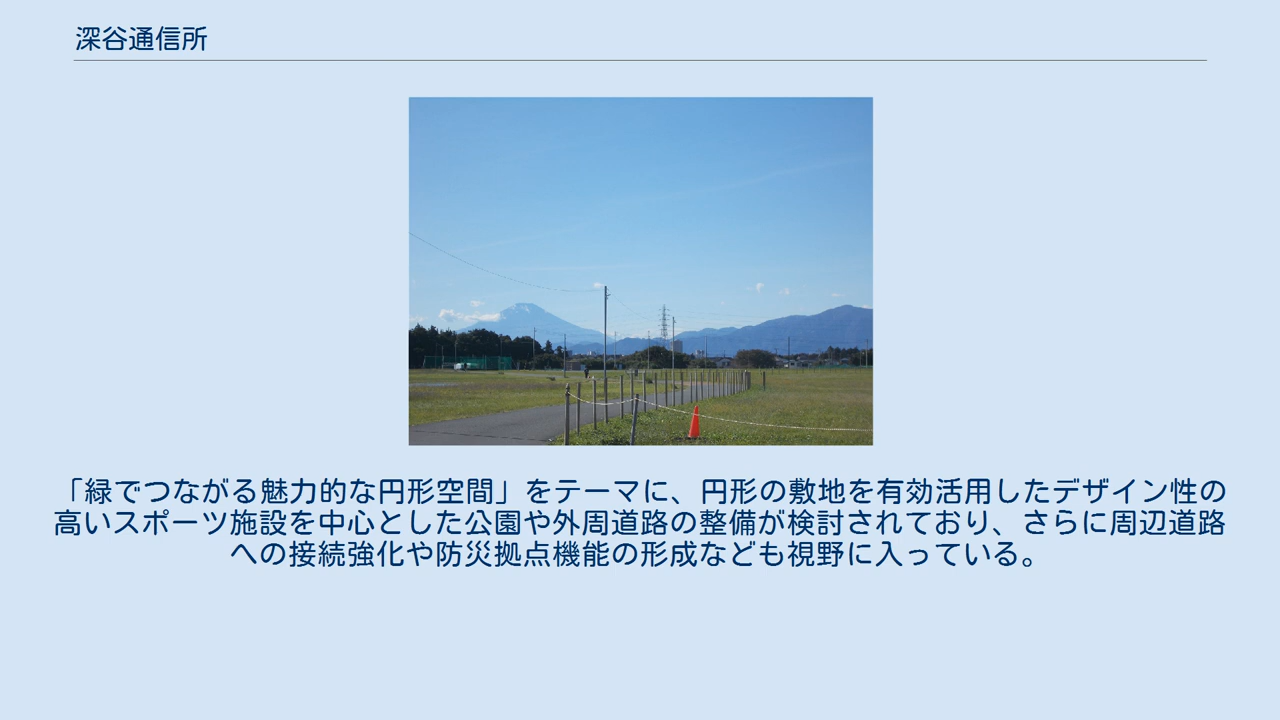 深谷通信所
「緑でつながる魅力的な円形空間」をテーマに、円形の敷地を有効活用したデザイン性の
高いスポーツ施設を中心とした公園や外周道路の整備が検討されており、さらに周辺道路
への接続強化や防災拠点機能の形成なども視野に入っている。